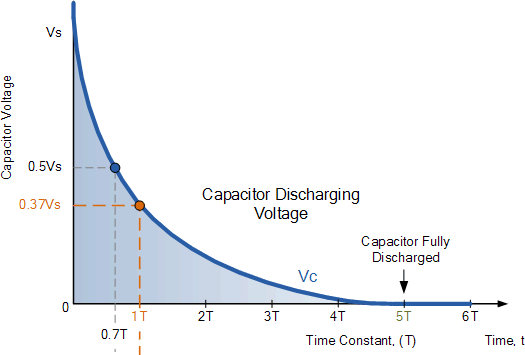 Vs
Capacitor Voltage
0.5Vs
0.37Vs
Capacitor Discharging
Voltage
Capacitor Fully
Discharged
Vc
0
1T 2T 3T 4T 5T 6T
0.7T
Time Constant, (T) Time, t